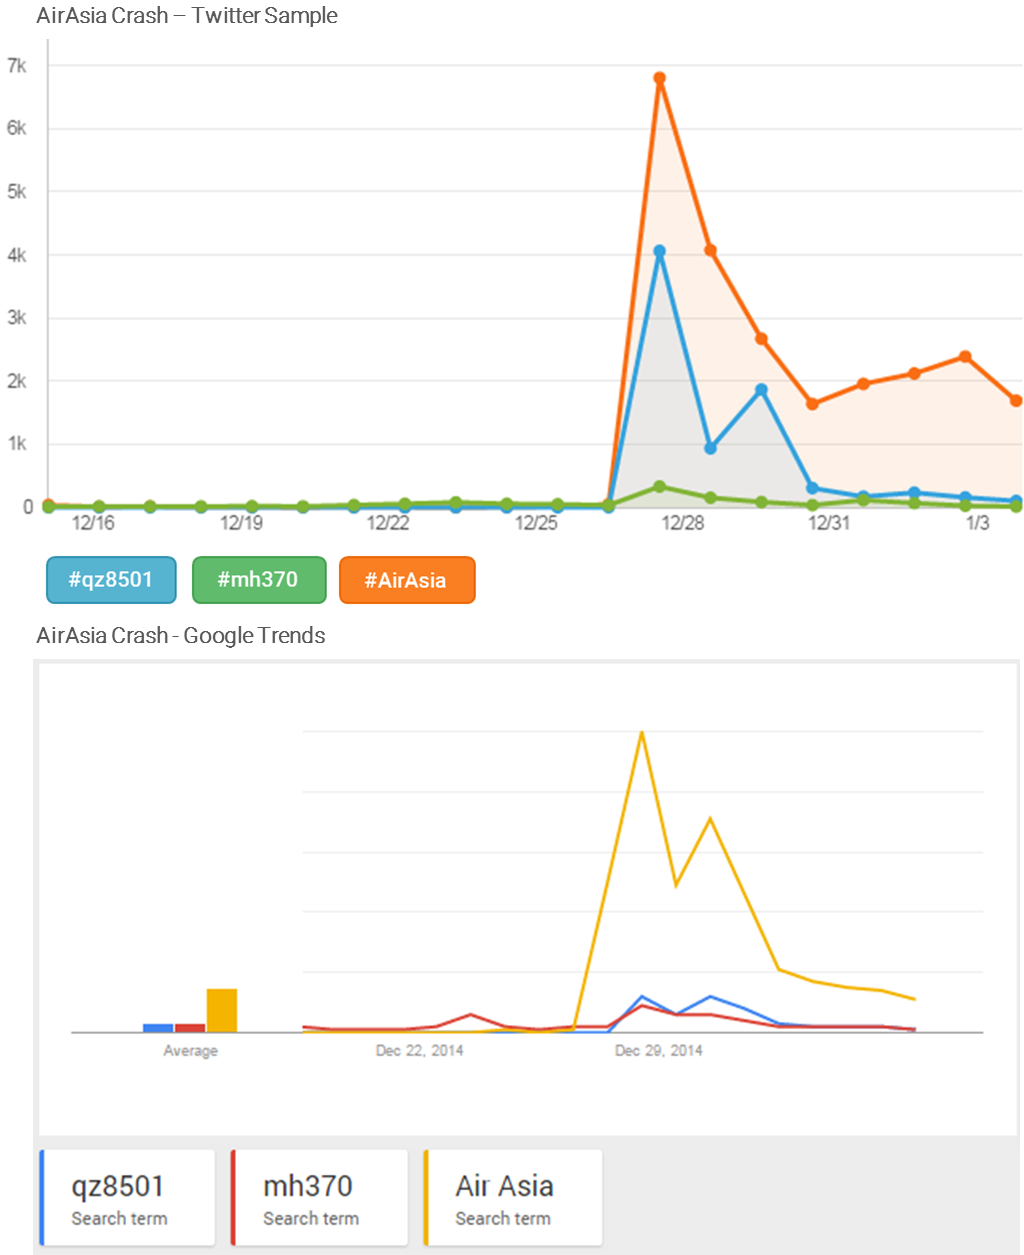 AirAsia Crash – Twitter Sample
7k
6k
5k
4k
3k
2k
1k
0
12/16 12/19 12/22 12/25 12/28 12/31 1/3
#qz8501 #mh370 #AirAsia
AirAsia Crash - Google Trends
Average Dec 22, 2014 Dec 29, 2014
qz8501 mh370 Air Asia
Search term Search term Search term